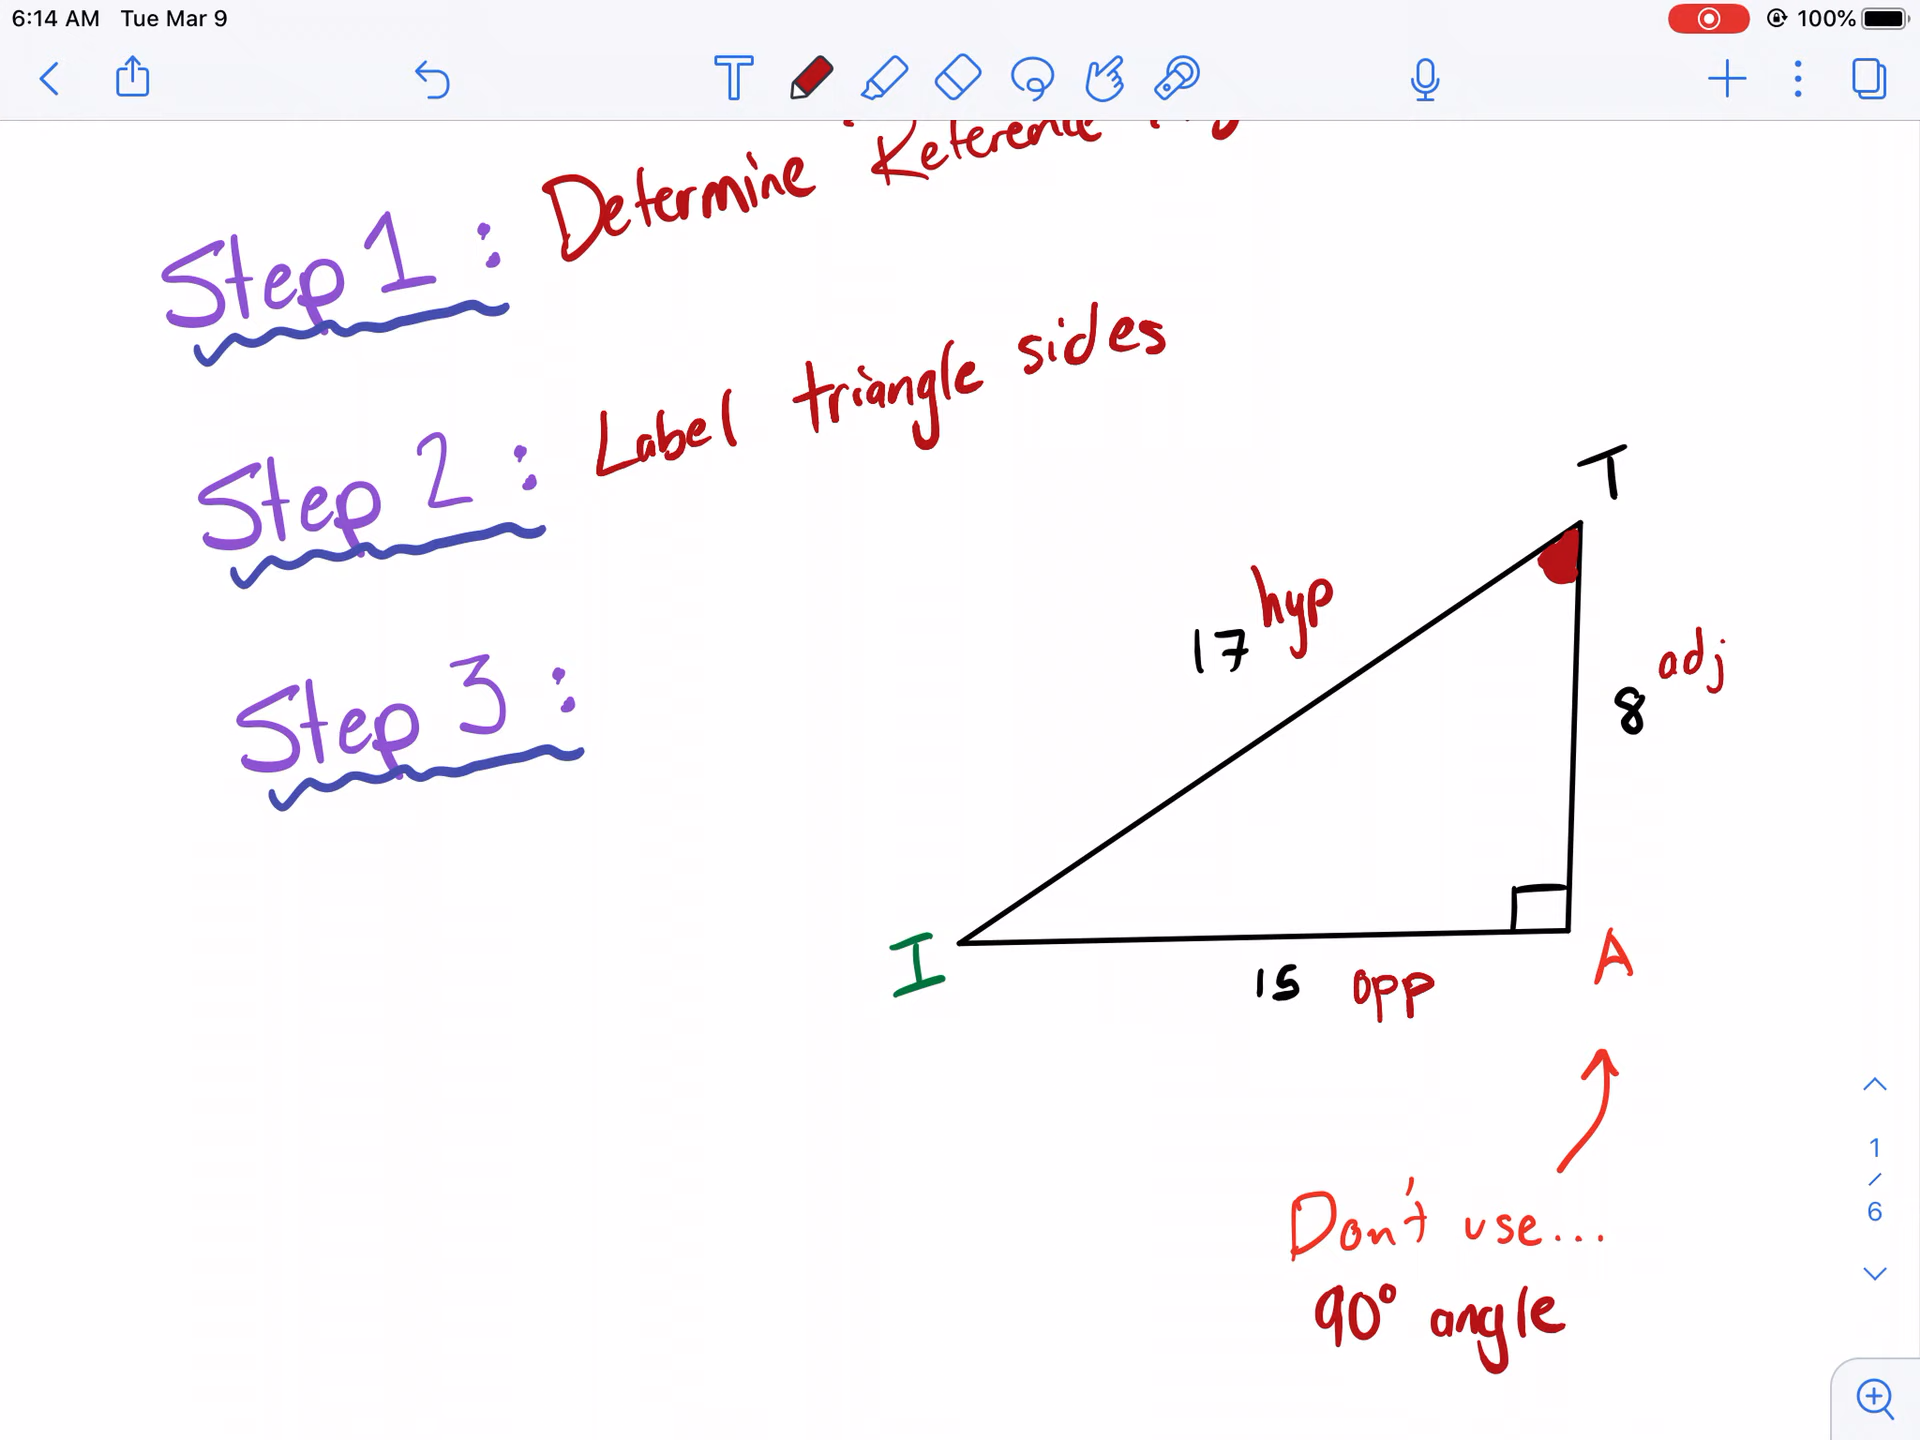 6:14 AM Tue Mar 9
100%
Step 1 : Determine Reference
Step 2 : Label triangle sides
Step 3 :
T
17 hyp
8 adj
I
15 opp
A
Don't use...
90° angle
1
/
6